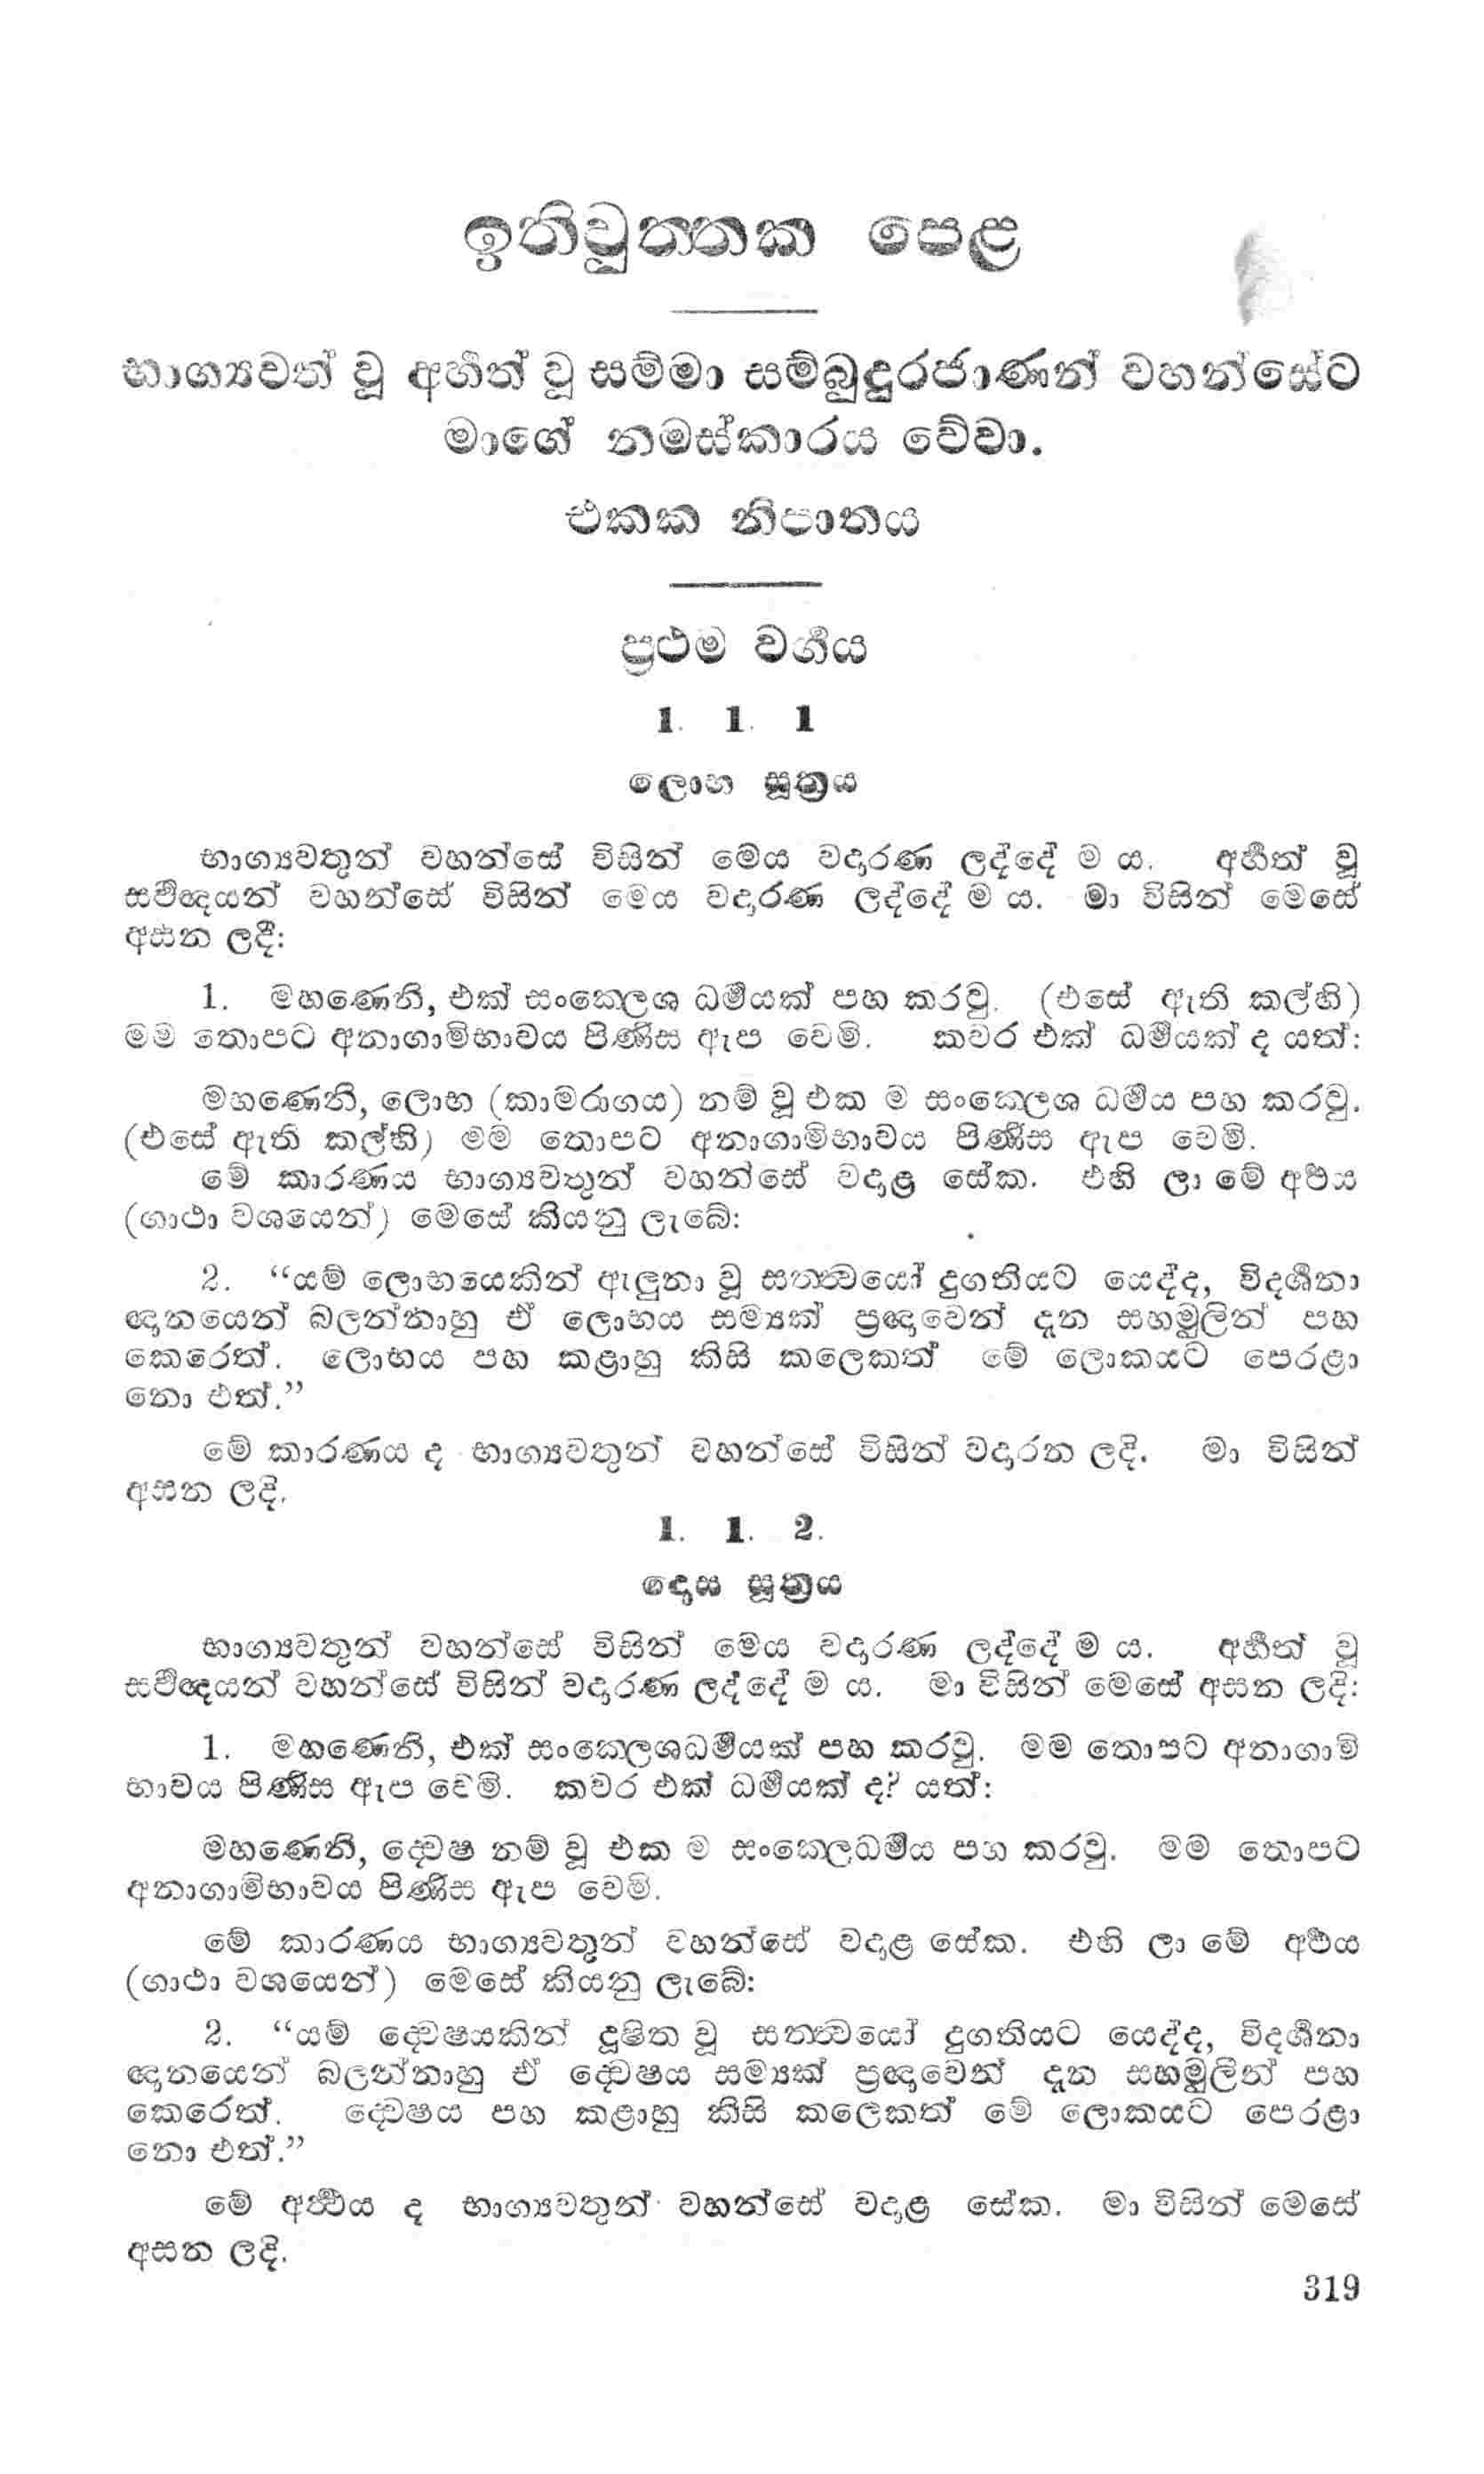 ඉතිවුත්‍තක පෙළ
භාග්‍යවත් වූ අර්‍හත් වූ සම්මා සම්බුදුරජාණන් වහන්සේට
මාගේ නමස්කාරය වේවා.
එකක නිපාතය
ප්‍රථම වර්‍ගය
1. 1. 1
ලොභ සූත්‍රය
භාග්‍යවතුන් වහන්සේ විසින් මෙය වදාරණ ලද්දේ ම ය. අර්‍හත් වූ
සර්‍වඥයන් වහන්සේ විසින් මෙය වදාරණ ලද්දේ ම ය. මා විසින් මෙසේ
අසන ලදී:
1. මහණෙනි, එක් සංක්‍ලෙශ ධර්‍මයක් පහ කරවු. (එසේ ඇති කල්හි)
මම තොපට අනාගාමිභාවය පිණිස ඇප වෙමි. කවර එක් ධර්‍මයක් ද යත්:
මහණෙනි, ලොභ (කාමරාගය) නම් වූ එක ම සංක්‍ලෙශ ධර්‍මය පහ කරවු.
(එසේ ඇති කල්හි) මම තොපට අනාගාමිභාවය පිණිස ඇප වෙමි.
මේ කාරණය භාග්‍යවතුන් වහන්සේ වදාළ සේක. එහි ලා මේ අර්‍ථය
(ගාථා වශයෙන්) මෙසේ කියනු ලැබේ:
2. “යම් ලොභයෙකින් ඇලුනා වූ සත්‍ත්‍වයෝ දුගතියට යෙද්ද, විදර්‍ශනා
ඥානයෙන් බලන්නාහු ඒ ලොභය සම්‍යක් ප්‍රඥාවෙන් දැන සහමුලින් පහ
කෙරෙත්. ලොභය පහ කළාහු කිසි කලෙකත් මේ ලොකයට පෙරළා
නො එත්.”
මේ කාරණය ද භාග්‍යවතුන් වහන්සේ විසින් වදාරන ලදි. මා විසින්
අසන ලදි.
1. 1. 2.
දොස සූත්‍රය
භාග්‍යවතුන් වහන්සේ විසින් මෙය වදාරණ ලද්දේ ම ය. අර්‍හත් වූ
සර්‍වඥයන් වහන්සේ විසින් වදාරණ ලද්දේ ම ය. මා විසින් මෙසේ අසන ලදි:
1. මහණෙනි, එක් සංක්‍ලෙශධර්‍මයක් පහ කරවු. මම තොපට අනාගාමි
භාවය පිණිස ඇප වෙමි. කවර එක් ධර්‍මයක් ද? යත්:
මහණෙනි, ද්‍වෙෂ නම් වූ එක ම සංක්‍ලෙධර්‍මය පහ කරවු. මම තොපට
අනාගාමිභාවය පිණිස ඇප වෙමි.
මේ කාරණය භාග්‍යවතුන් වහන්සේ වදාළ සේක. එහි ලා මේ අර්‍ථය
(ගාථා වශයෙන්) මෙසේ කියනු ලැබේ:
2. “යම් ද්‍වෙෂයකින් දූෂිත වූ සත්‍ත්‍වයෝ දුගතියට යෙද්ද, විදර්‍ශනා
ඥානයෙන් බලන්නාහු ඒ ද්‍වෙෂය සම්‍යක් ප්‍රඥාවෙන් දැන සහමුලින් පහ
කෙරෙත්. ද්‍වෙෂය පහ කළාහු කිසි කලෙකත් මේ ලොකයට පෙරළා
නො එත්.”
මේ අර්‍ත්‍ථය ද භාග්‍යවතුන් වහන්සේ වදාළ සේක. මා විසින් මෙසේ
අසන ලදි.
319